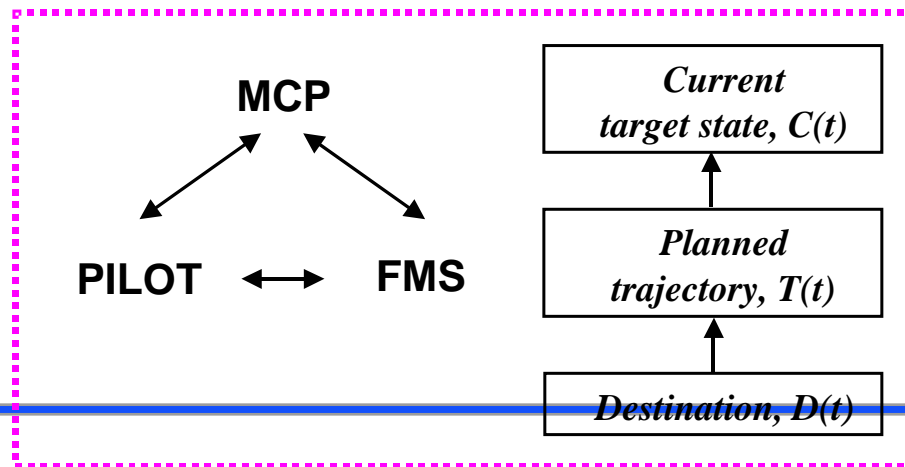 MCP
PILOT
FMS
Current
target state, C(t)
Planned
trajectory, T(t)
Destination, D(t)